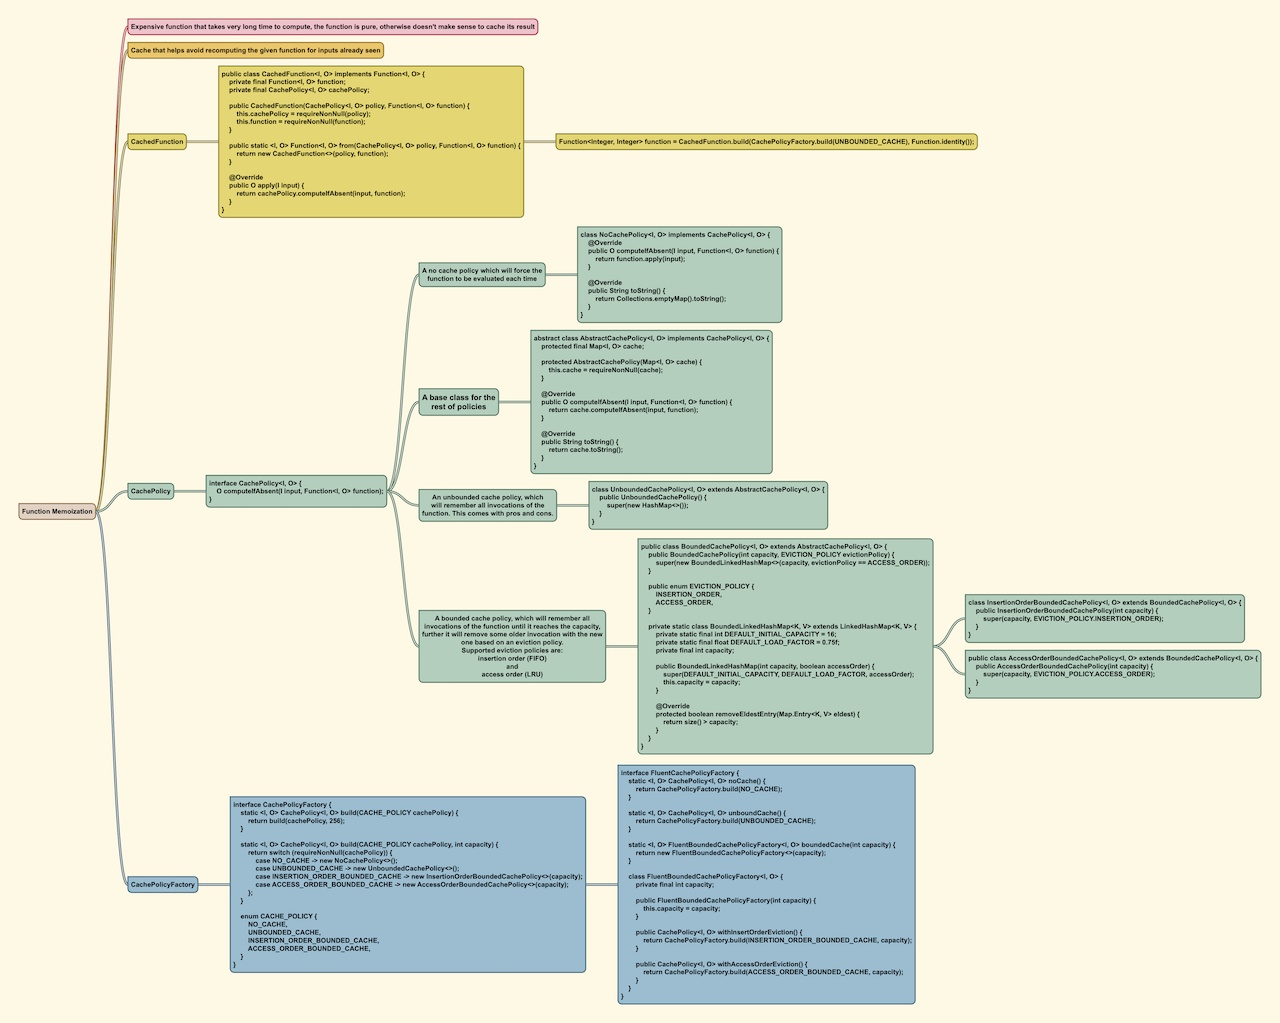 Function Memoization
Expensive function that takes very long time to compute, the function is pure, otherwise doesn't make sense to cache its result
Cache that helps avoid recomputing the given function for inputs already seen
CachedFunction
public class CachedFunction<I, O> implements Function<I, O> {
    private final Function<I, O> function;
    private final CachePolicy<I, O> cachePolicy;

    public CachedFunction(CachePolicy<I, O> policy, Function<I, O> function) {
        this.cachePolicy = requireNonNull(policy);
        this.function = requireNonNull(function);
    }

    public static <I, O> Function<I, O> from(CachePolicy<I, O> policy, Function<I, O> function) {
        return new CachedFunction<>(policy, function);
    }

    @Override
    public O apply(I input) {
        return cachePolicy.computeIfAbsent(input, function);
    }
}
Function<Integer, Integer> function = CachedFunction.build(CachePolicyFactory.build(UNBOUNDED_CACHE), Function.identity());
CachePolicy
interface CachePolicy<I, O> {
    O computeIfAbsent(I input, Function<I, O> function);
}
A no cache policy which will force the
function to be evaluated each time
class NoCachePolicy<I, O> implements CachePolicy<I, O> {
    @Override
    public O computeIfAbsent(I input, Function<I, O> function) {
        return function.apply(input);
    }

    @Override
    public String toString() {
        return Collections.emptyMap().toString();
    }
}
A base class for the
rest of policies
abstract class AbstractCachePolicy<I, O> implements CachePolicy<I, O> {
    protected final Map<I, O> cache;

    protected AbstractCachePolicy(Map<I, O> cache) {
        this.cache = requireNonNull(cache);
    }

    @Override
    public O computeIfAbsent(I input, Function<I, O> function) {
        return cache.computeIfAbsent(input, function);
    }

    @Override
    public String toString() {
        return cache.toString();
    }
}
An unbounded cache policy, which
will remember all invocations of the
function. This comes with pros and cons.
class UnboundedCachePolicy<I, O> extends AbstractCachePolicy<I, O> {
    public UnboundedCachePolicy() {
        super(new HashMap<>());
    }
}
A bounded cache policy, which will remember all
invocations of the function until it reaches the capacity,
further it will remove some older invocation with the new
one based on an eviction policy.
Supported eviction policies are:
insertion order (FIFO)
and
access order (LRU)
public class BoundedCachePolicy<I, O> extends AbstractCachePolicy<I, O> {
    public BoundedCachePolicy(int capacity, EVICTION_POLICY evictionPolicy) {
        super(new BoundedLinkedHashMap<>(capacity, evictionPolicy == ACCESS_ORDER));
    }

    public enum EVICTION_POLICY {
        INSERTION_ORDER,
        ACCESS_ORDER,
    }

    private static class BoundedLinkedHashMap<K, V> extends LinkedHashMap<K, V> {
        private static final int DEFAULT_INITIAL_CAPACITY = 16;
        private static final float DEFAULT_LOAD_FACTOR = 0.75f;
        private final int capacity;

        public BoundedLinkedHashMap(int capacity, boolean accessOrder) {
            super(DEFAULT_INITIAL_CAPACITY, DEFAULT_LOAD_FACTOR, accessOrder);
            this.capacity = capacity;
        }

        @Override
        protected boolean removeEldestEntry(Map.Entry<K, V> eldest) {
            return size() > capacity;
        }
    }
}
class InsertionOrderBoundedCachePolicy<I, O> extends BoundedCachePolicy<I, O> {
    public InsertionOrderBoundedCachePolicy(int capacity) {
        super(capacity, EVICTION_POLICY.INSERTION_ORDER);
    }
}
public class AccessOrderBoundedCachePolicy<I, O> extends BoundedCachePolicy<I, O> {
    public AccessOrderBoundedCachePolicy(int capacity) {
        super(capacity, EVICTION_POLICY.ACCESS_ORDER);
    }
}
CachePolicyFactory
interface CachePolicyFactory {
    static <I, O> CachePolicy<I, O> build(CACHE_POLICY cachePolicy) {
        return build(cachePolicy, 256);
    }

    static <I, O> CachePolicy<I, O> build(CACHE_POLICY cachePolicy, int capacity) {
        return switch (requireNonNull(cachePolicy)) {
            case NO_CACHE -> new NoCachePolicy<>();
            case UNBOUNDED_CACHE -> new UnboundedCachePolicy<>();
            case INSERTION_ORDER_BOUNDED_CACHE -> new InsertionOrderBoundedCachePolicy<>(capacity);
            case ACCESS_ORDER_BOUNDED_CACHE -> new AccessOrderBoundedCachePolicy<>(capacity);
        };
    }

    enum CACHE_POLICY {
        NO_CACHE,
        UNBOUNDED_CACHE,
        INSERTION_ORDER_BOUNDED_CACHE,
        ACCESS_ORDER_BOUNDED_CACHE,
    }
}
interface FluentCachePolicyFactory {
    static <I, O> CachePolicy<I, O> noCache() {
        return CachePolicyFactory.build(NO_CACHE);
    }

    static <I, O> CachePolicy<I, O> unboundCache() {
        return CachePolicyFactory.build(UNBOUNDED_CACHE);
    }

    static <I, O> FluentBoundedCachePolicyFactory<I, O> boundedCache(int capacity) {
        return new FluentBoundedCachePolicyFactory<>(capacity);
    }

    class FluentBoundedCachePolicyFactory<I, O> {
        private final int capacity;

        public FluentBoundedCachePolicyFactory(int capacity) {
            this.capacity = capacity;
        }

        public CachePolicy<I, O> withInsertOrderEviction() {
            return CachePolicyFactory.build(INSERTION_ORDER_BOUNDED_CACHE, capacity);
        }

        public CachePolicy<I, O> withAccessOrderEviction() {
            return CachePolicyFactory.build(ACCESS_ORDER_BOUNDED_CACHE, capacity);
        }
    }
}